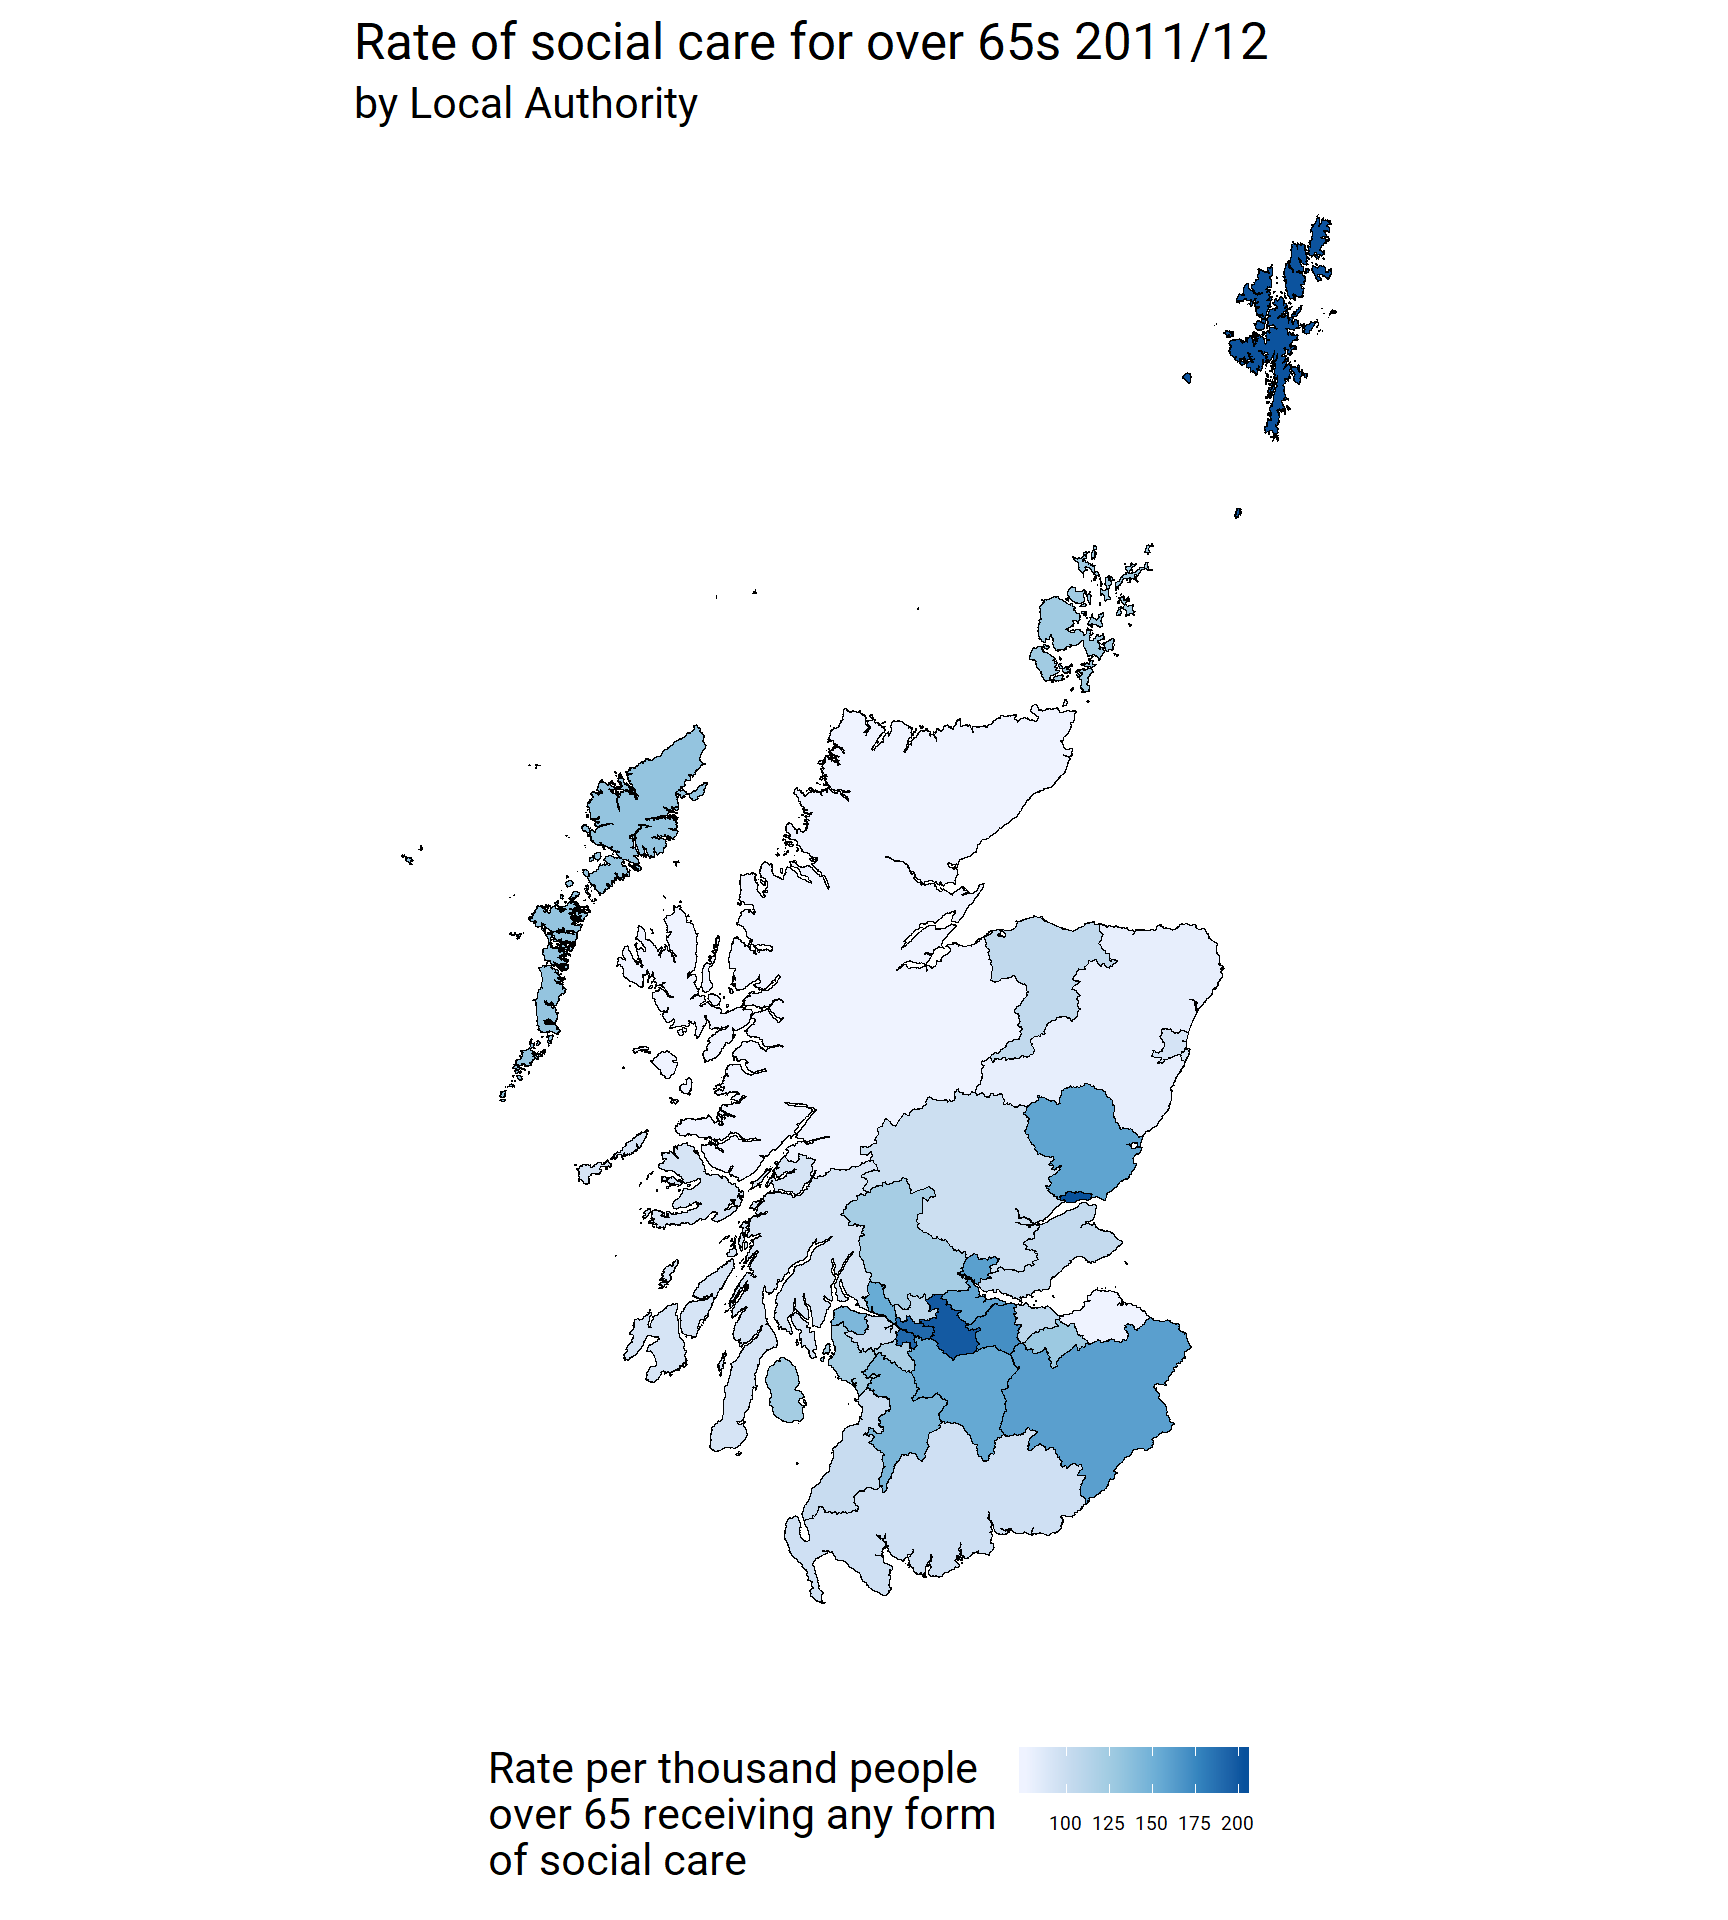 Rate of social care for over 65s 2011/12
by Local Authority
Rate per thousand people
over 65 receiving any form
of social care
100 125 150 175 200